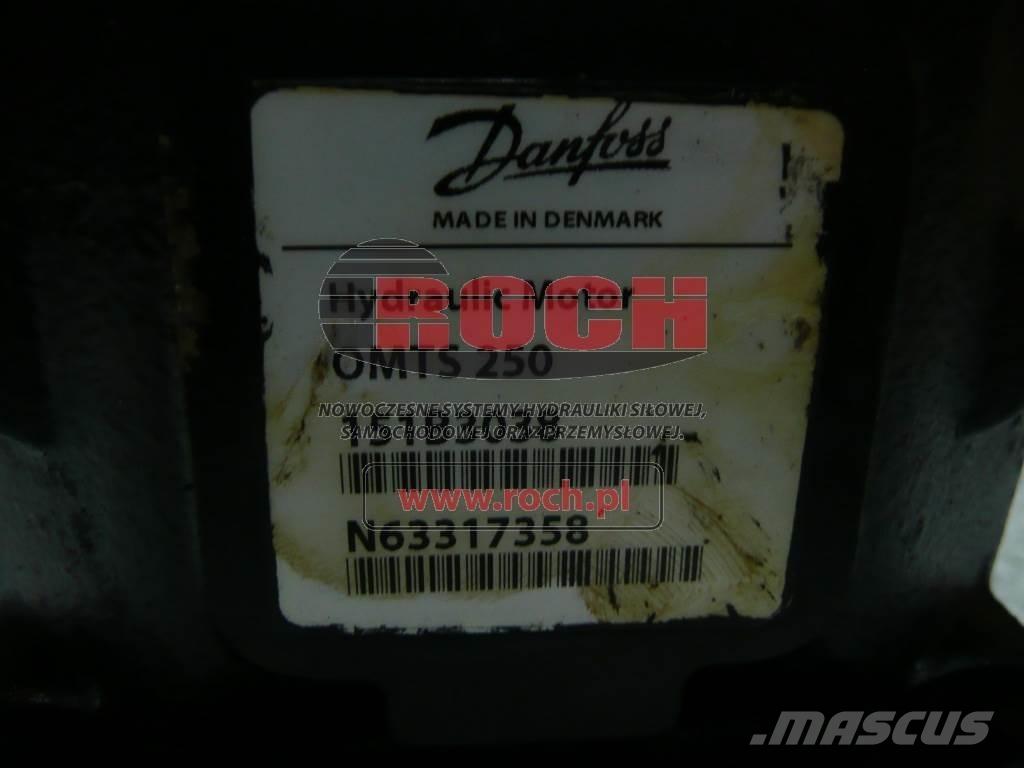 Danfoss
MADE IN DENMARK
Hydraulic Motor
ROCH
OMTS 250
NOWOCZESNE SYSTEMY HYDRAULIKI SIŁOWEJ,
151B3038
SAMOCHODOWEJ ORAZ PRZEMYSŁOWEJ.
www.roch.pl
N63317358
MASCUS